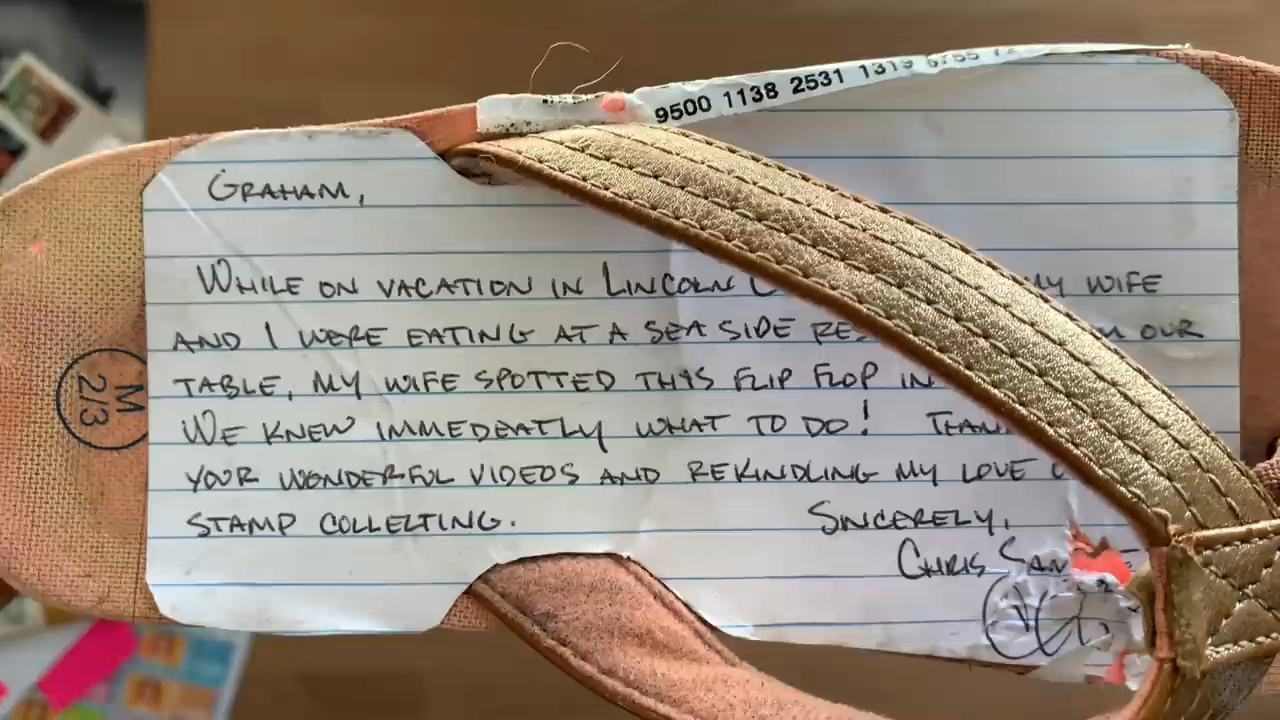 9500 1138 2531 1319 6755
GRAHAM,
WHILE ON VACATION IN LINCOLN MY WIFE
AND I WERE EATING AT A SEA SIDE OUR
TABLE, MY WIFE SPOTTED THIS FLIP FLOP IN
WE KNEW IMMEDEATLY WHAT TO DO!
YOUR WONDERFUL VIDEOS AND REKINDLING MY LOVE
STAMP COLLECTING.
SINCERELY,
CHRIS
M
2/3